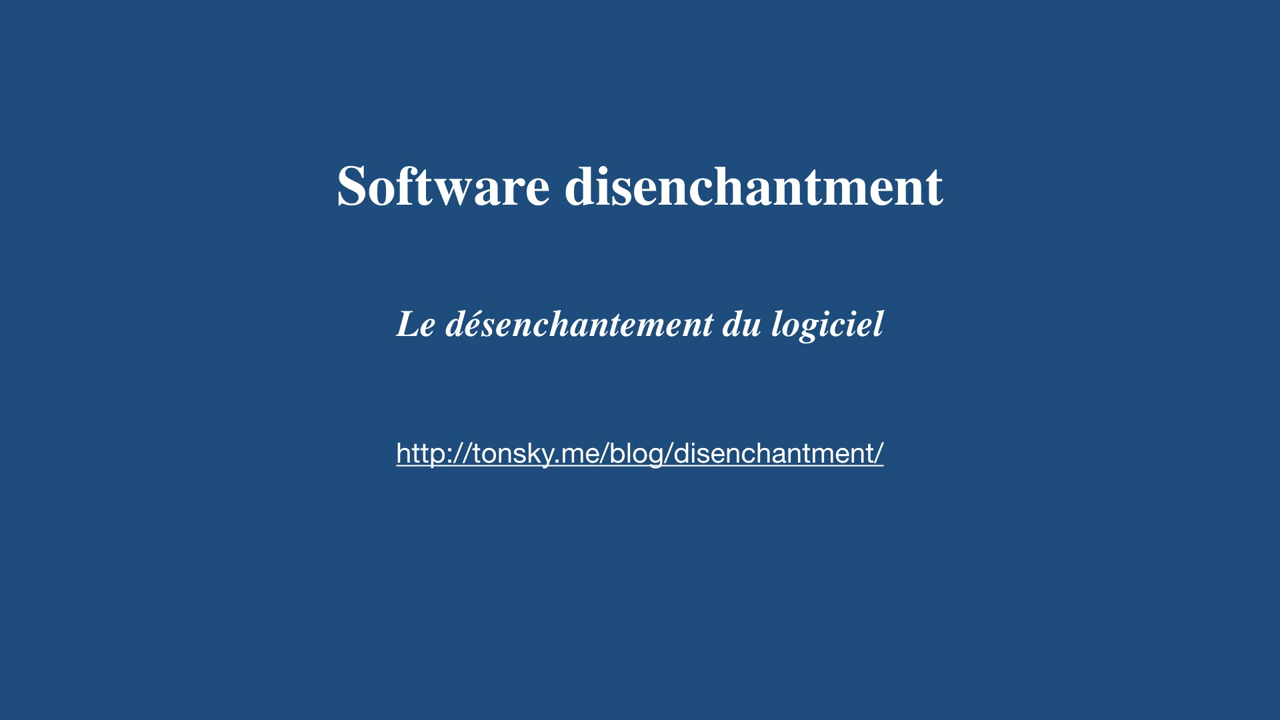 Software disenchantment
Le désenchantement du logiciel
http://tonsky.me/blog/disenchantment/